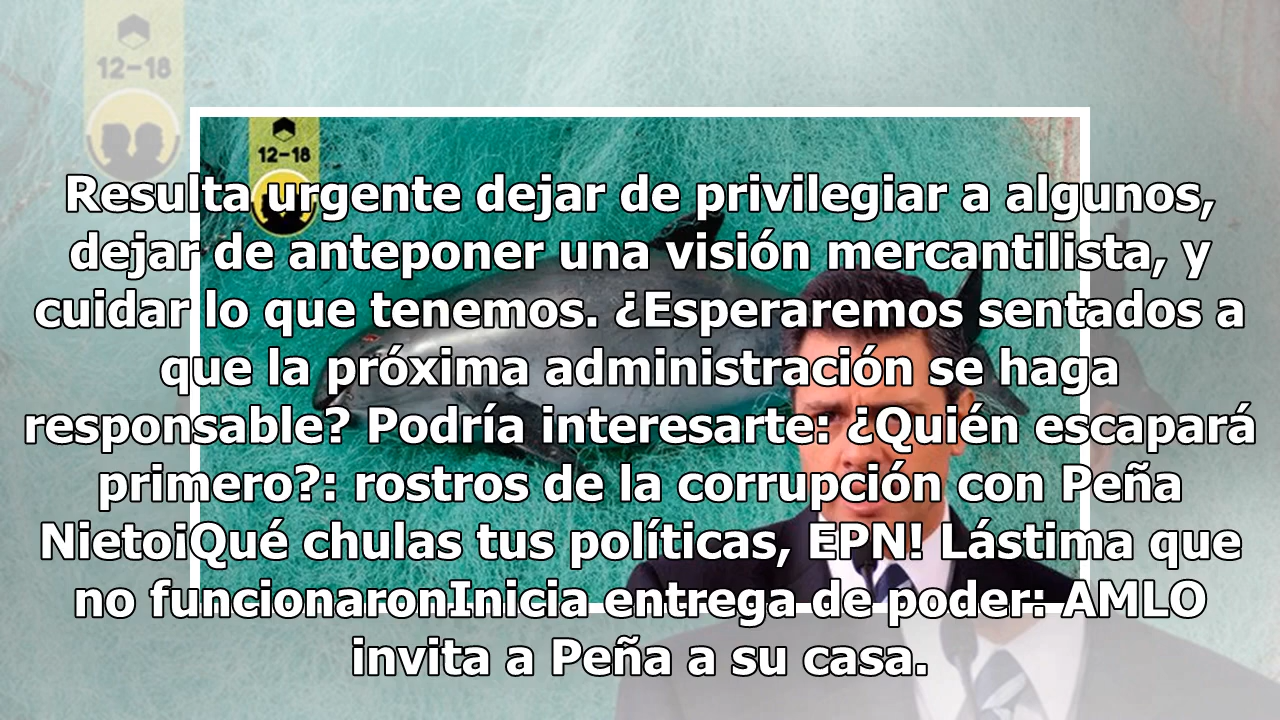 12-18
12-18
Resulta urgente dejar de privilegiar a algunos,
dejar de anteponer una visión mercantilista, y
cuidar lo que tenemos. ¿Esperaremos sentados a
que la próxima administración se haga
responsable? Podría interesarte: ¿Quién escapará
primero?: rostros de la corrupción con Peña
Nieto¡Qué chulas tus políticas, EPN! Lástima que
no funcionaronInicia entrega de poder: AMLO
invita a Peña a su casa.